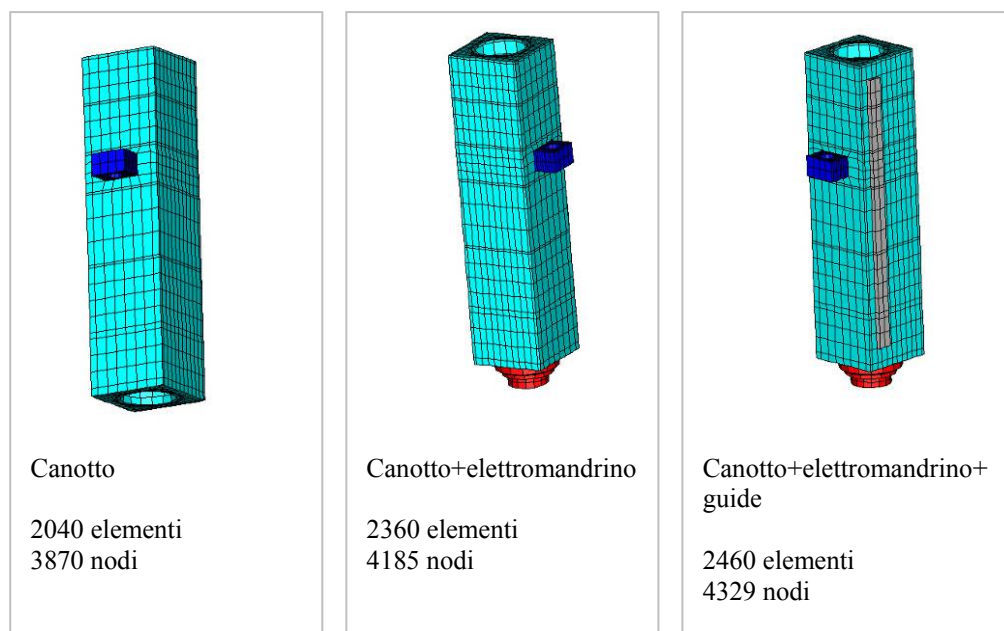 Canotto
2040 elementi
3870 nodi
Canotto+elettromandrino
2360 elementi
4185 nodi
Canotto+elettromandrino+
guide
2460 elementi
4329 nodi